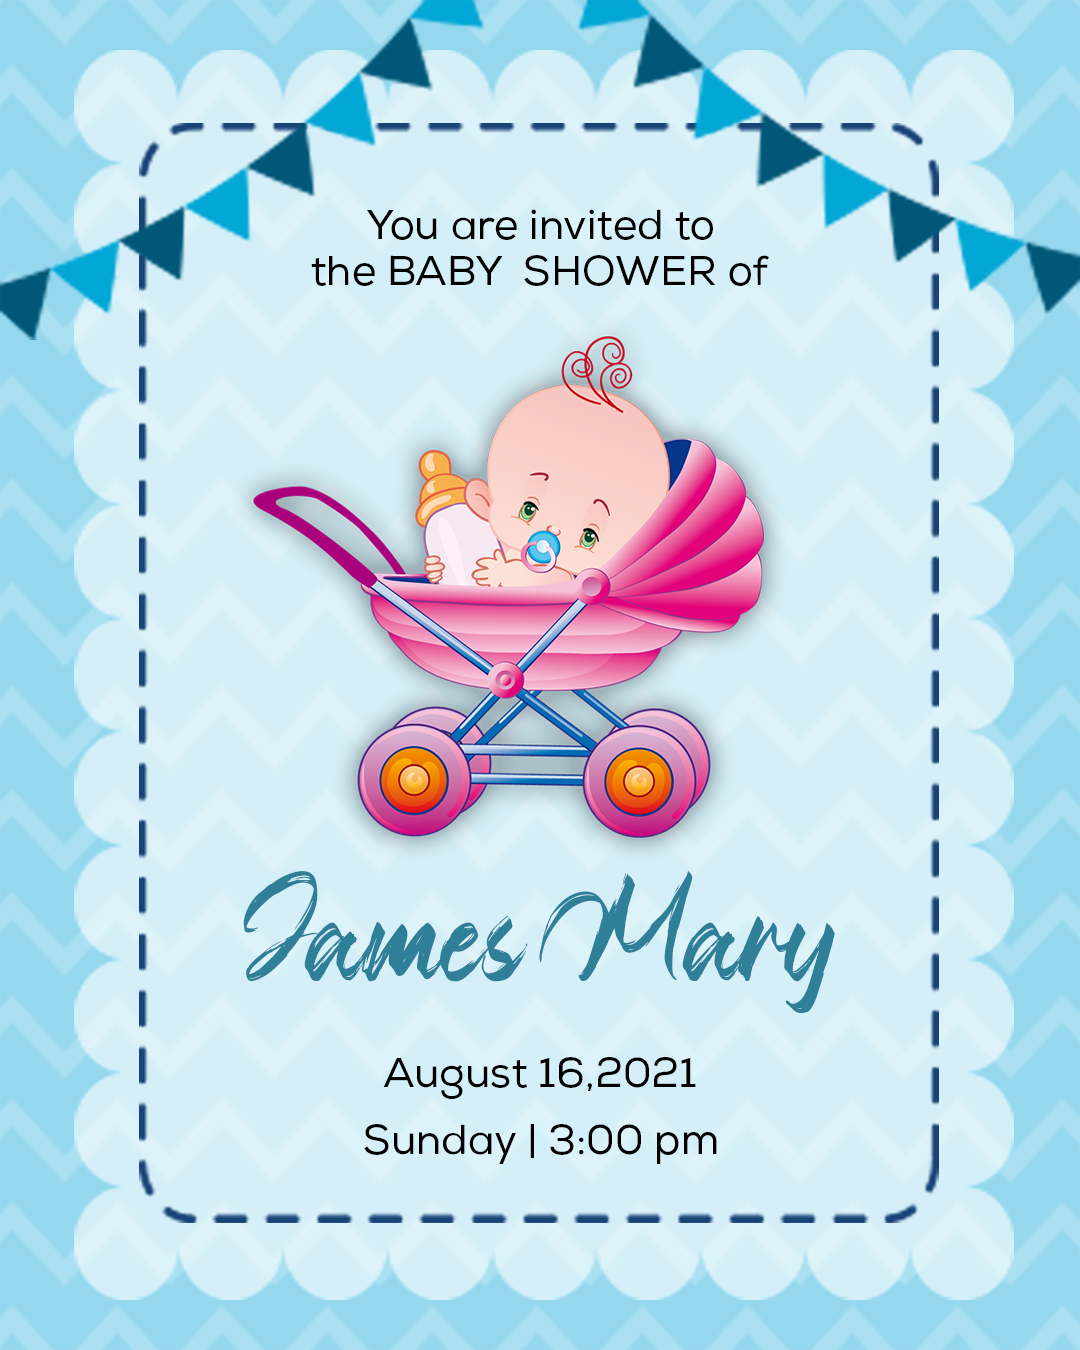 You are invited to
the BABY  SHOWER of
James Mary
August 16,2021
Sunday | 3:00 pm